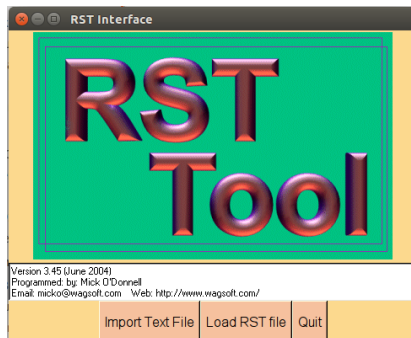 RST Interface
RST
Tool
Version 3.45 (June 2004)
Programmed: by: Mick O'Donnell
Email: micko@wagsoft.com Web: http://www.wagsoft.com/
Import Text File Load RST file Quit